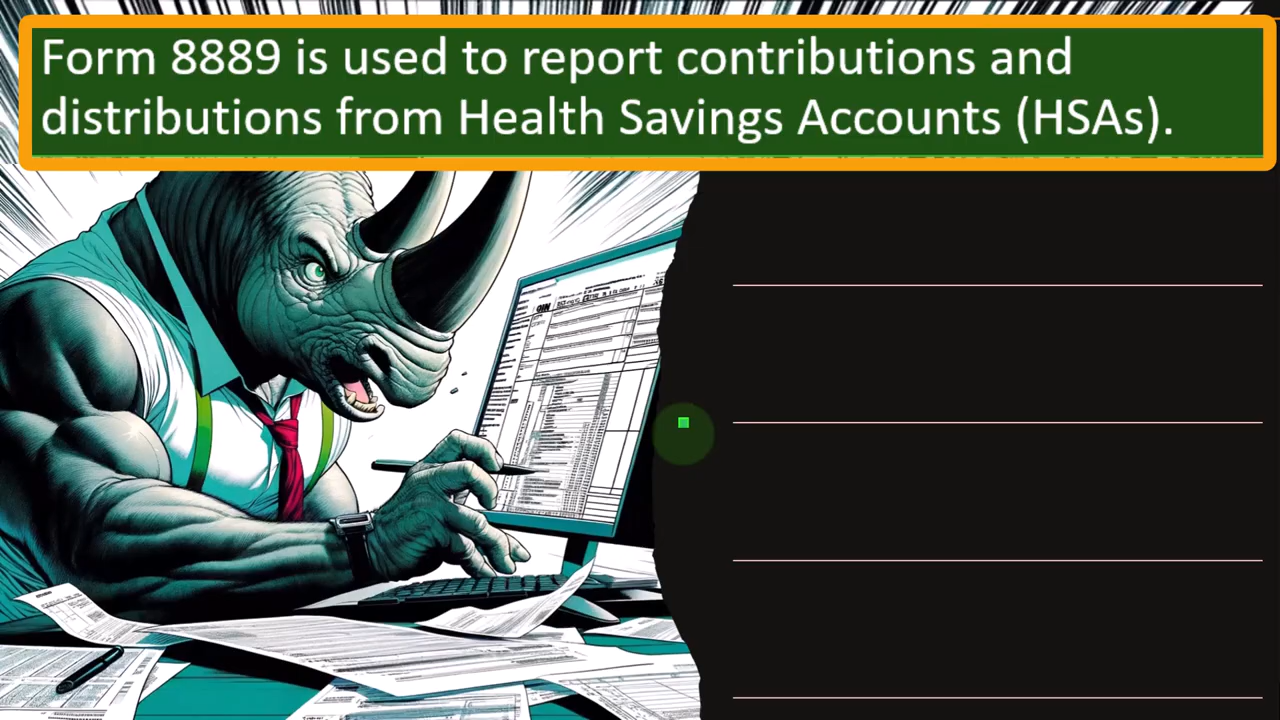 Form 8889 is used to report contributions and
distributions from Health Savings Accounts (HSAs).